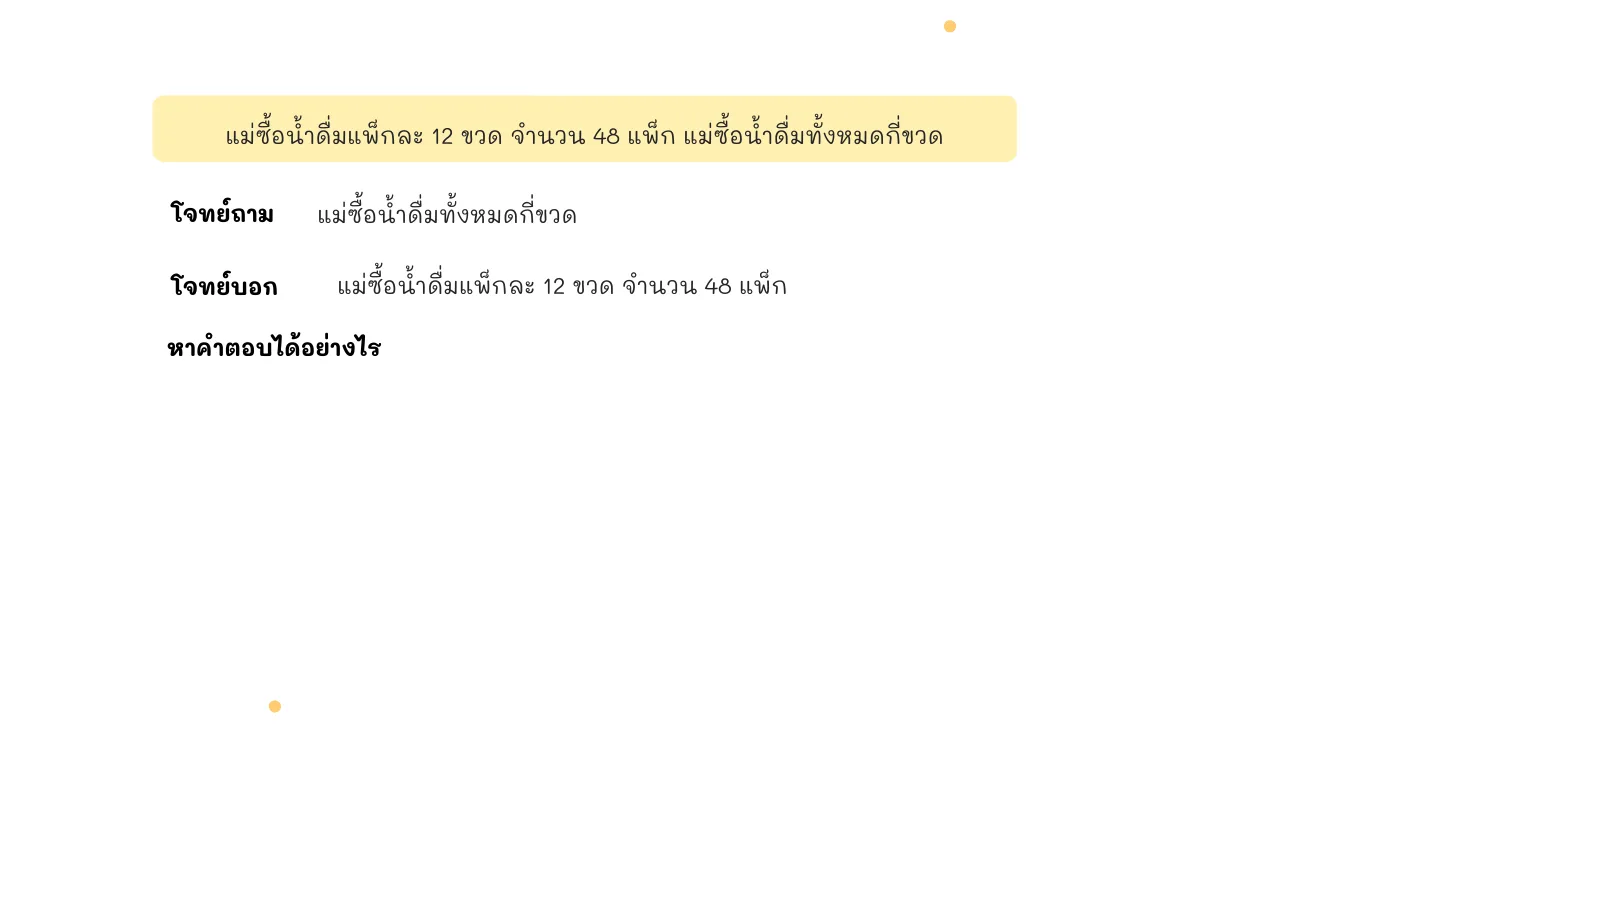 แม่ซื้อน้ำดื่มแพ็กละ 12 ขวด จำนวน 48 แพ็ก แม่ซื้อน้ำดื่มทั้งหมดกี่ขวด
โจทย์ถาม แม่ซื้อน้ำดื่มทั้งหมดกี่ขวด
โจทย์บอก แม่ซื้อน้ำดื่มแพ็กละ 12 ขวด จำนวน 48 แพ็ก
หาคำตอบได้อย่างไร